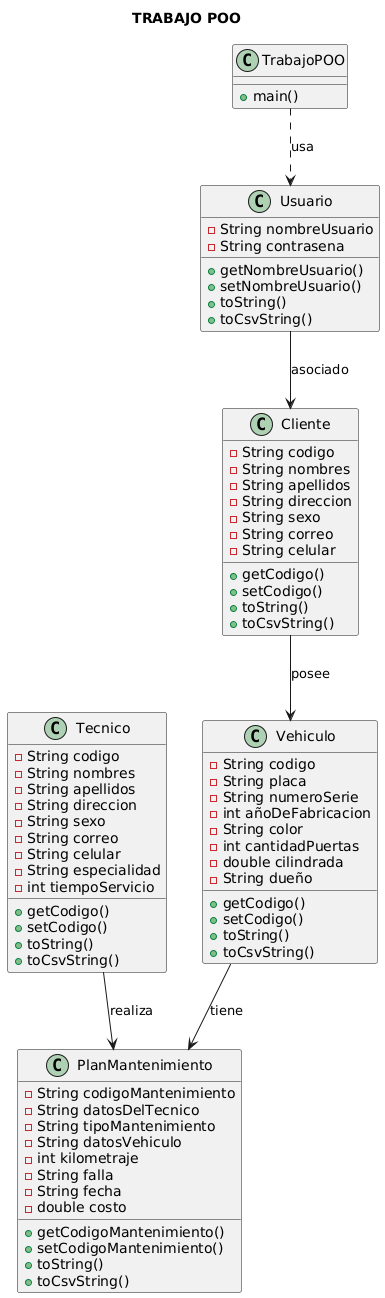 TRABAJO POO
C TrabajoPOO
main()
usa
C Usuario
String nombreUsuario
String contrasena
getNombreUsuario()
setNombreUsuario()
toString()
toCsvString()
asociado
C Cliente
String codigo
String nombres
String apellidos
String direccion
String sexo
String correo
String celular
getCodigo()
setCodigo()
toString()
toCsvString()
posee
C Tecnico
String codigo
String nombres
String apellidos
String direccion
String sexo
String correo
String celular
String especialidad
int tiempoServicio
getCodigo()
setCodigo()
toString()
toCsvString()
C Vehiculo
String codigo
String placa
String numeroSerie
int añoDeFabricacion
String color
int cantidadPuertas
double cilindrada
String dueño
getCodigo()
setCodigo()
toString()
toCsvString()
realiza
tiene
C PlanMantenimiento
String codigoMantenimiento
String datosDelTecnico
String tipoMantenimiento
String datosVehiculo
int kilometraje
String falla
String fecha
double costo
getCodigoMantenimiento()
setCodigoMantenimiento()
toString()
toCsvString()